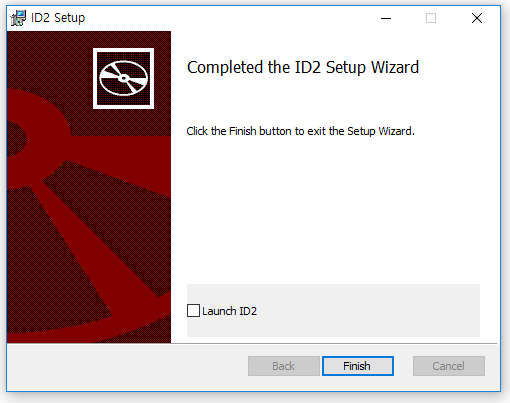 ID2 Setup
Completed the ID2 Setup Wizard
Click the Finish button to exit the Setup Wizard.
Launch ID2
Back Finish Cancel